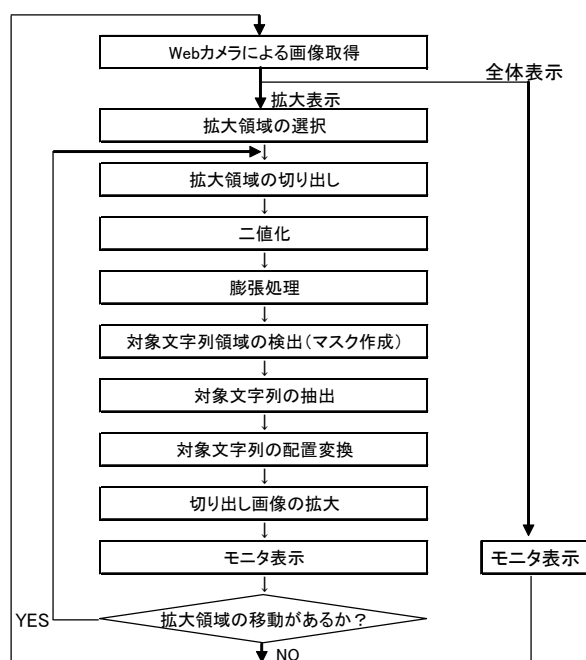 Webカメラによる画像取得
全体表示
拡大表示
拡大領域の選択
↓
拡大領域の切り出し
↓
二値化
↓
膨張処理
↓
対象文字列領域の検出(マスク作成)
↓
対象文字列の抽出
↓
対象文字列の配置変換
↓
切り出し画像の拡大
↓
モニタ表示
モニタ表示
↓
拡大領域の移動があるか?
YES
NO